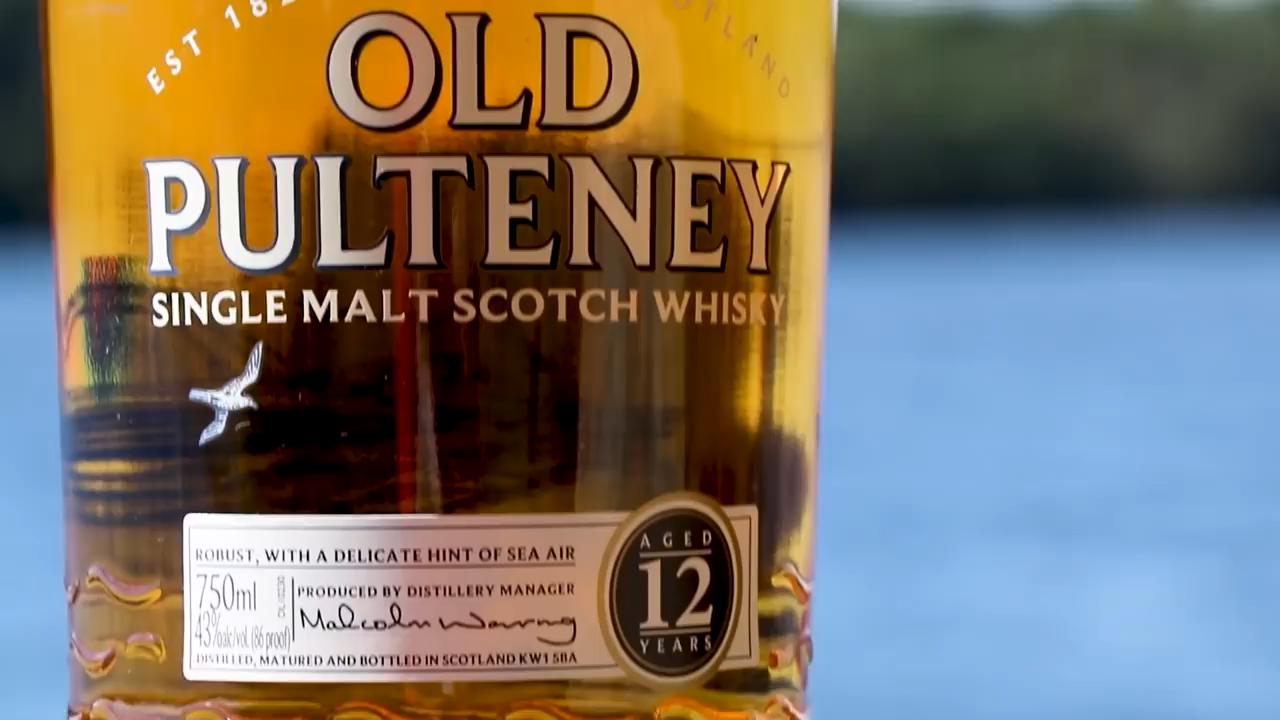 EST
OLD
PULTENEY
SINGLE MALT SCOTCH WHISKY
ROBUST, WITH A DELICATE HINT OF SEA AIR
750ml
43%alc/vol. (86 proof)
PRODUCED BY DISTILLERY MANAGER
Malcolm Waring
DISTILLED, MATURED AND BOTTLED IN SCOTLAND KW1 5BA
AGED
12
YEARS